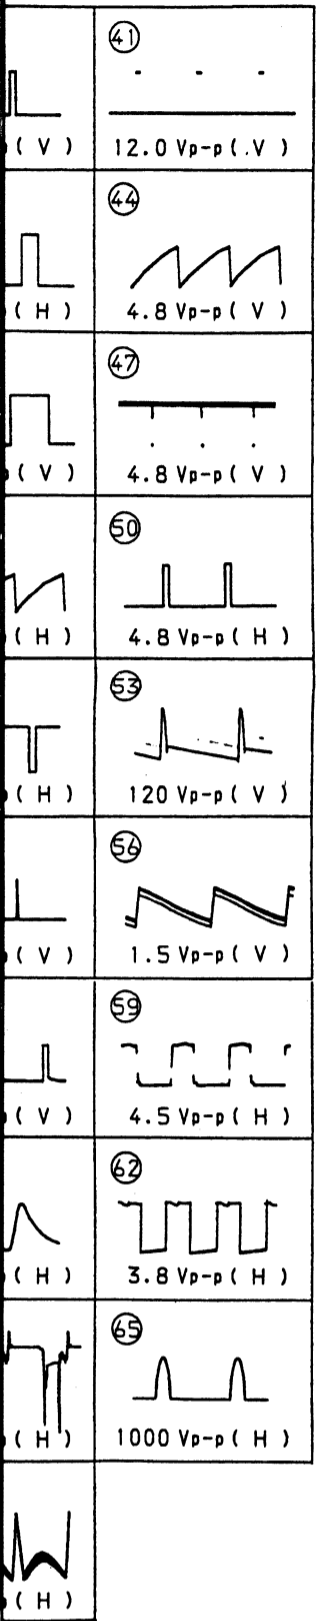 ( V )
41
12.0 Vp-p ( .V )
( H )
44
4.8 Vp-p ( V )
( V )
47
4.8 Vp-p ( V )
( H )
50
4.8 Vp-p ( H )
( H )
53
120 Vp-p ( V )
( V )
56
1.5 Vp-p ( V )
( V )
59
4.5 Vp-p ( H )
( H )
62
3.8 Vp-p ( H )
( H )
65
1000 Vp-p ( H )
( H )